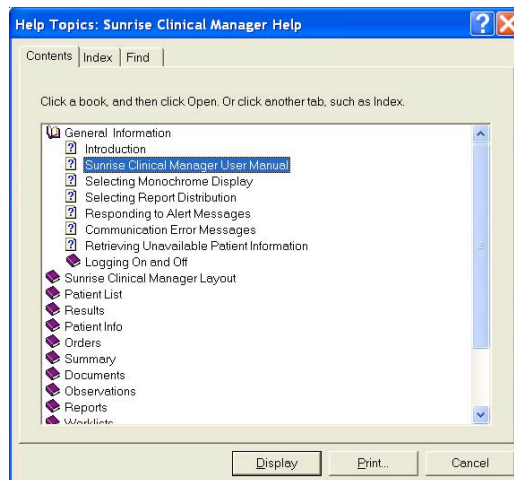 Help Topics: Sunrise Clinical Manager Help
Contents Index Find
Click a book, and then click Open. Or click another tab, such as Index.
General Information
Introduction
Sunrise Clinical Manager User Manual
Selecting Monochrome Display
Selecting Report Distribution
Responding to Alert Messages
Communication Error Messages
Retrieving Unavailable Patient Information
Logging On and Off
Sunrise Clinical Manager Layout
Patient List
Results
Patient Info
Orders
Summary
Documents
Observations
Reports
Worklists
Display Print... Cancel